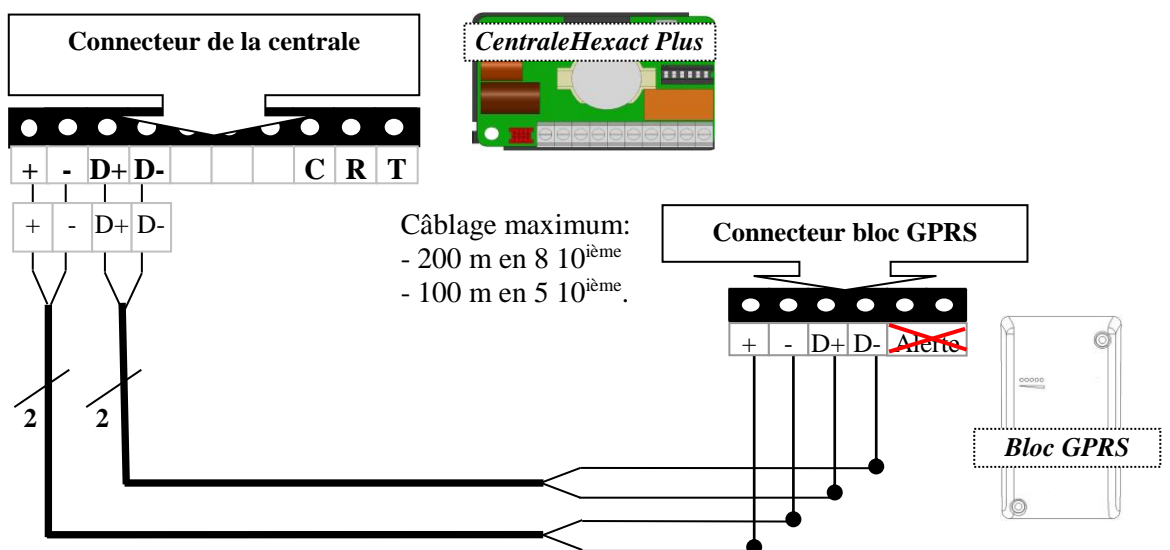 Connecteur de la centrale
CentraleHexact Plus
+ - D+ D- C R T
+ - D+ D-
Câblage maximum:
- 200 m en 8 10ième
- 100 m en 5 10ième.
Connecteur bloc GPRS
+ - D+ D- Alerte
2 2
Bloc GPRS